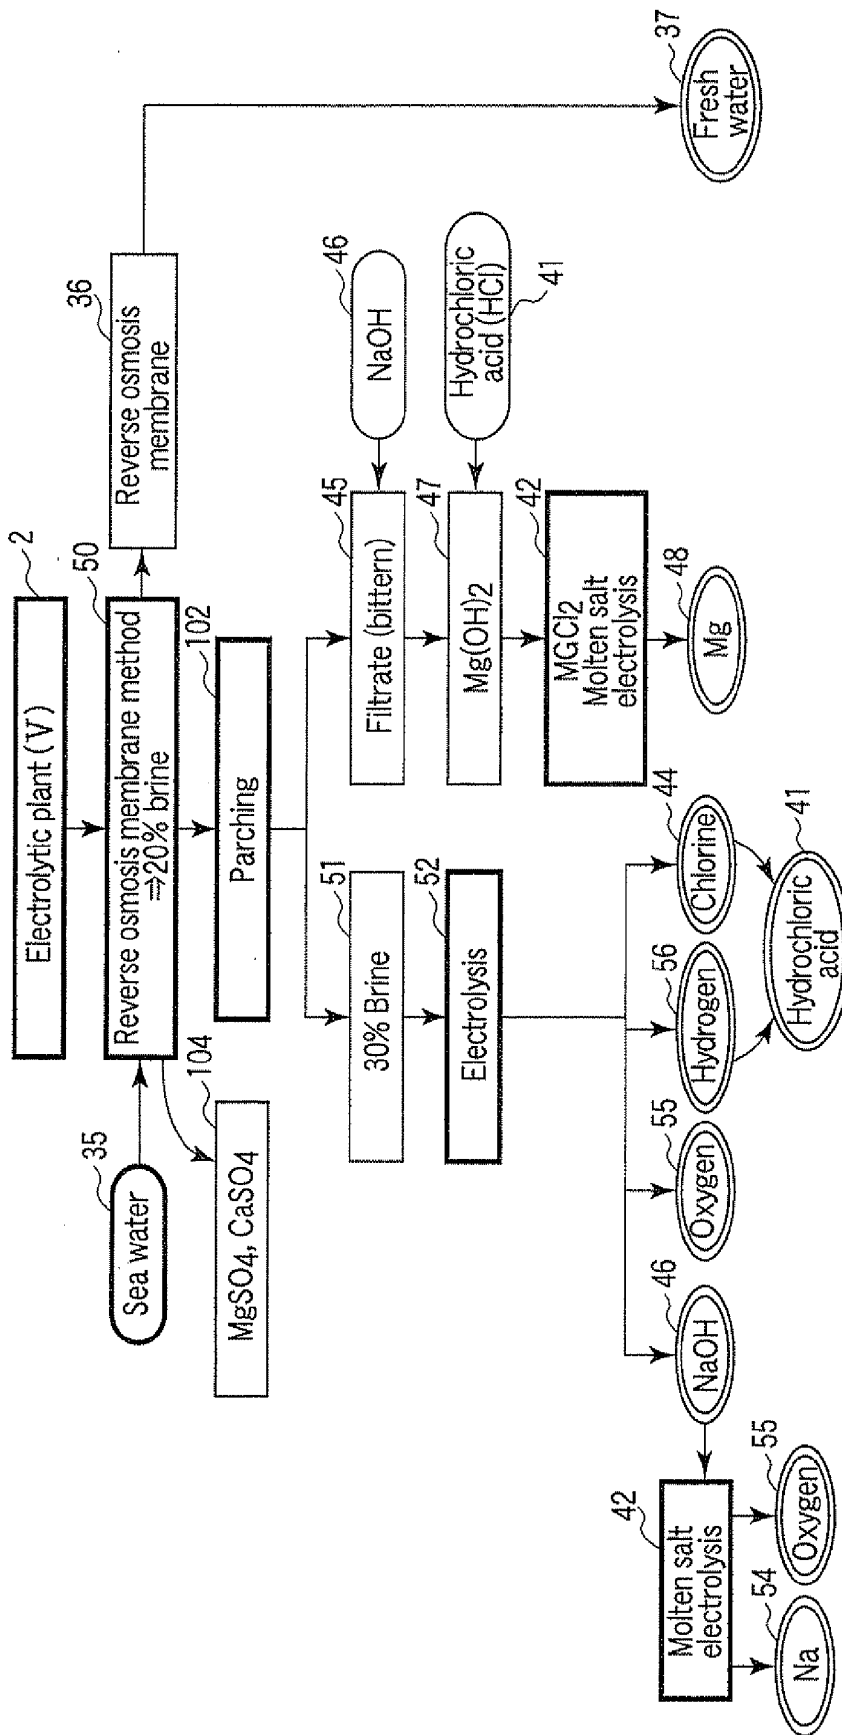 Electrolytic plant (V)
2
Sea water
35
Reverse osmosis membrane method
⇒20% brine
50
Reverse osmosis
membrane
36
MgSO4, CaSO4
104
Parching
102
30% Brine
51
Filtrate (bittern)
45
NaOH
46
Electrolysis
52
Mg(OH)2
47
Hydrochloric
acid (HCl)
41
MGCl2
Molten salt
electrolysis
42
Molten salt
electrolysis
42
NaOH
46
Oxygen
55
Hydrogen
56
Chlorine
44
Mg
48
Fresh
water
37
Na
54
Oxygen
55
Hydrochloric
acid
41